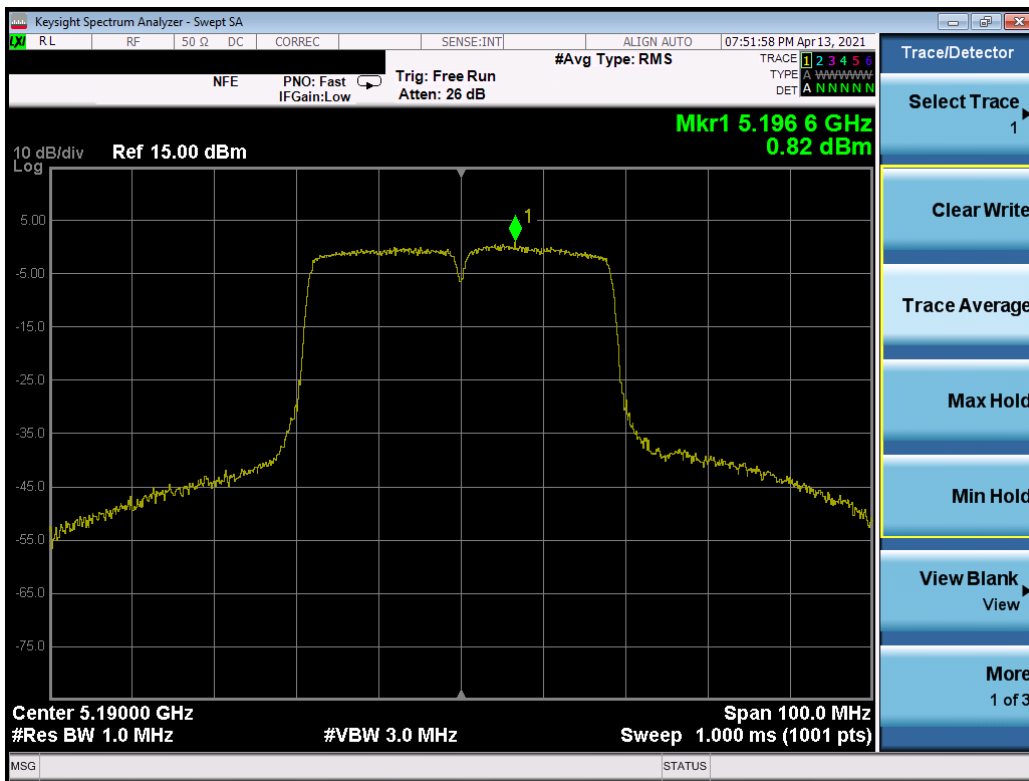 Keysight Spectrum Analyzer - Swept SA
LXI RL RF 50 Ω DC CORREC SENSE:INT ALIGN AUTO 07:51:58 PM Apr 13, 2021
NFE PNO: Fast Trig: Free Run #Avg Type: RMS TRACE 1 2 3 4 5 6
IFGain:Low Atten: 26 dB TYPE A WWWWW
DET A N N N N N
Mkr1 5.196 6 GHz
10 dB/div Ref 15.00 dBm 0.82 dBm
Log
1
5.00
-5.00
-15.0
-25.0
-35.0
-45.0
-55.0
-65.0
-75.0
Center 5.19000 GHz Span 100.0 MHz
#Res BW 1.0 MHz #VBW 3.0 MHz Sweep 1.000 ms (1001 pts)
MSG STATUS
Trace/Detector
Select Trace
1
Clear Write
Trace Average
Max Hold
Min Hold
View Blank
View
More
1 of 3